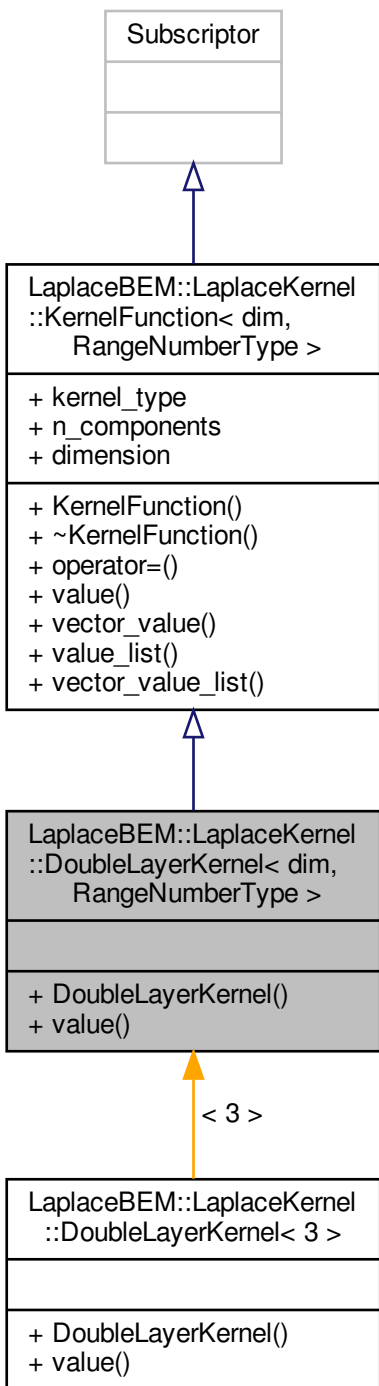 Subscriptor
LaplaceBEM::LaplaceKernel
::KernelFunction< dim,
RangeNumberType >
+ kernel_type
+ n_components
+ dimension
+ KernelFunction()
+ ~KernelFunction()
+ operator=()
+ value()
+ vector_value()
+ value_list()
+ vector_value_list()
LaplaceBEM::LaplaceKernel
::DoubleLayerKernel< dim,
RangeNumberType >
+ DoubleLayerKernel()
+ value()
< 3 >
LaplaceBEM::LaplaceKernel
::DoubleLayerKernel< 3 >
+ DoubleLayerKernel()
+ value()